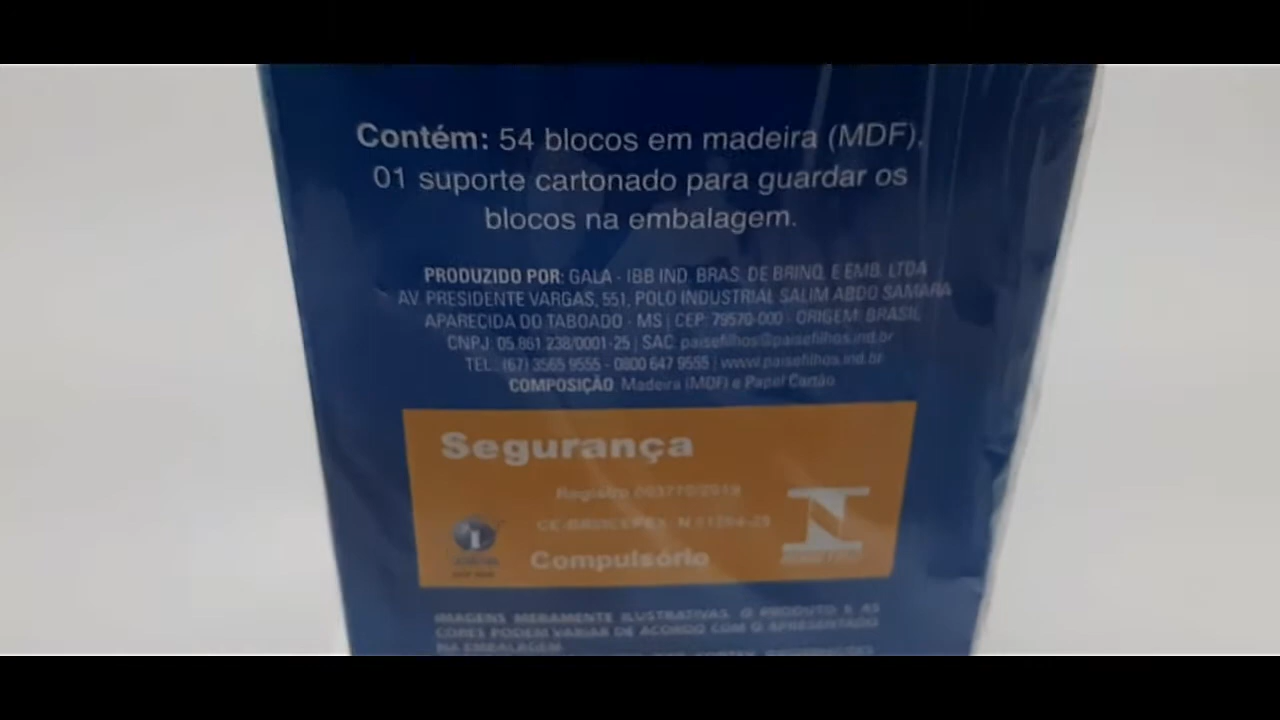 Contém: 54 blocos em madeira (MDF).
01 suporte cartonado para guardar os
blocos na embalagem.
PRODUZIDO POR: GALA - IBB IND. BRAS. DE BRINQ. E EMB. LTDA
AV. PRESIDENTE VARGAS, 551, POLO INDUSTRIAL SALIM ABDO SAMARA
APARECIDA DO TABOADO - MS | CEP: 79570-000 - ORIGEM: BRASIL
CNPJ: 05.861.238/0001-25 | SAC: paisefilhos@paisefilhos.ind.br
TEL.: (67) 3565 9555 - 0800 647 9555 | www.paisefilhos.ind.br
COMPOSIÇÃO: Madeira (MDF) e Papel Cartão
Segurança
Registro
Compulsório
IMAGENS MERAMENTE ILUSTRATIVAS. O PRODUTO E AS
CORES PODEM VARIAR DE ACORDO COM O APRESENTADO
NA EMBALAGEM.